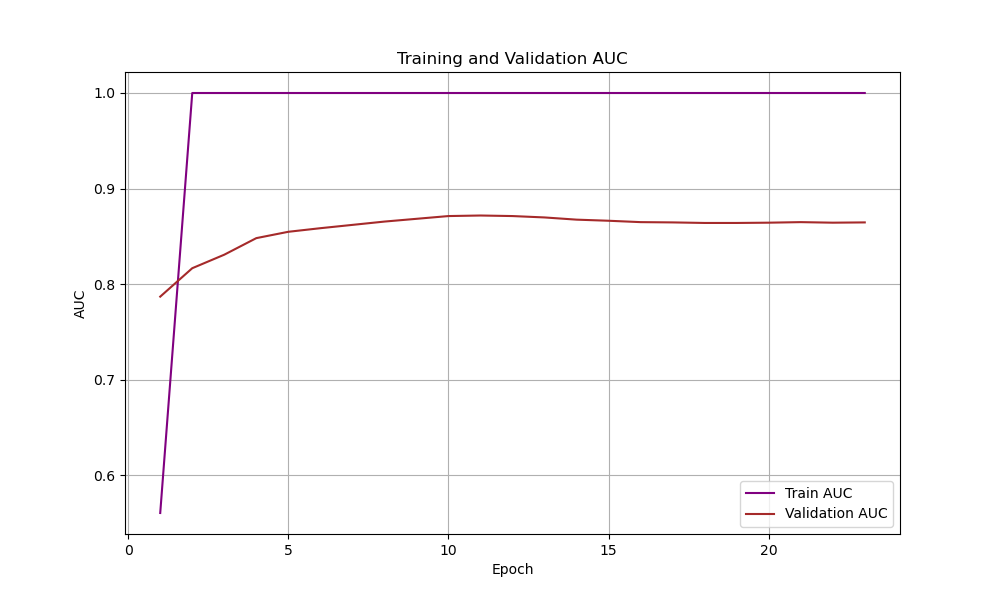 Training and Validation AUC
1.0
0.9
0.8
0.7
0.6
AUC
0 5 10 15 20
Epoch
Train AUC
Validation AUC